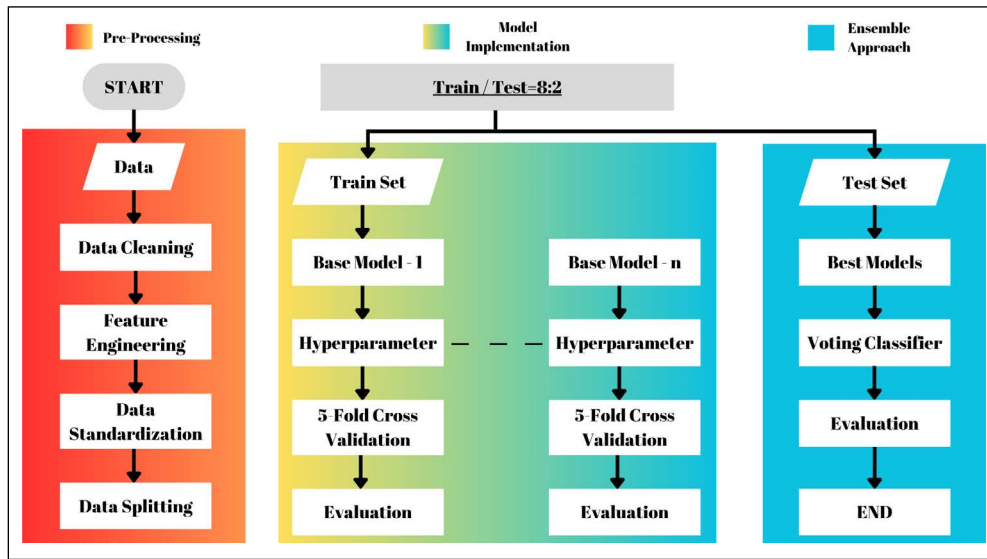 Pre-Processing
Model
Implementation
Ensemble
Approach
START
Train / Test=8:2
Data
Data Cleaning
Feature
Engineering
Data
Standardization
Data Splitting
Train Set
Base Model - 1
Hyperparameter
5-Fold Cross
Validation
Evaluation
Base Model - n
Hyperparameter
5-Fold Cross
Validation
Evaluation
Test Set
Best Models
Voting Classifier
Evaluation
END